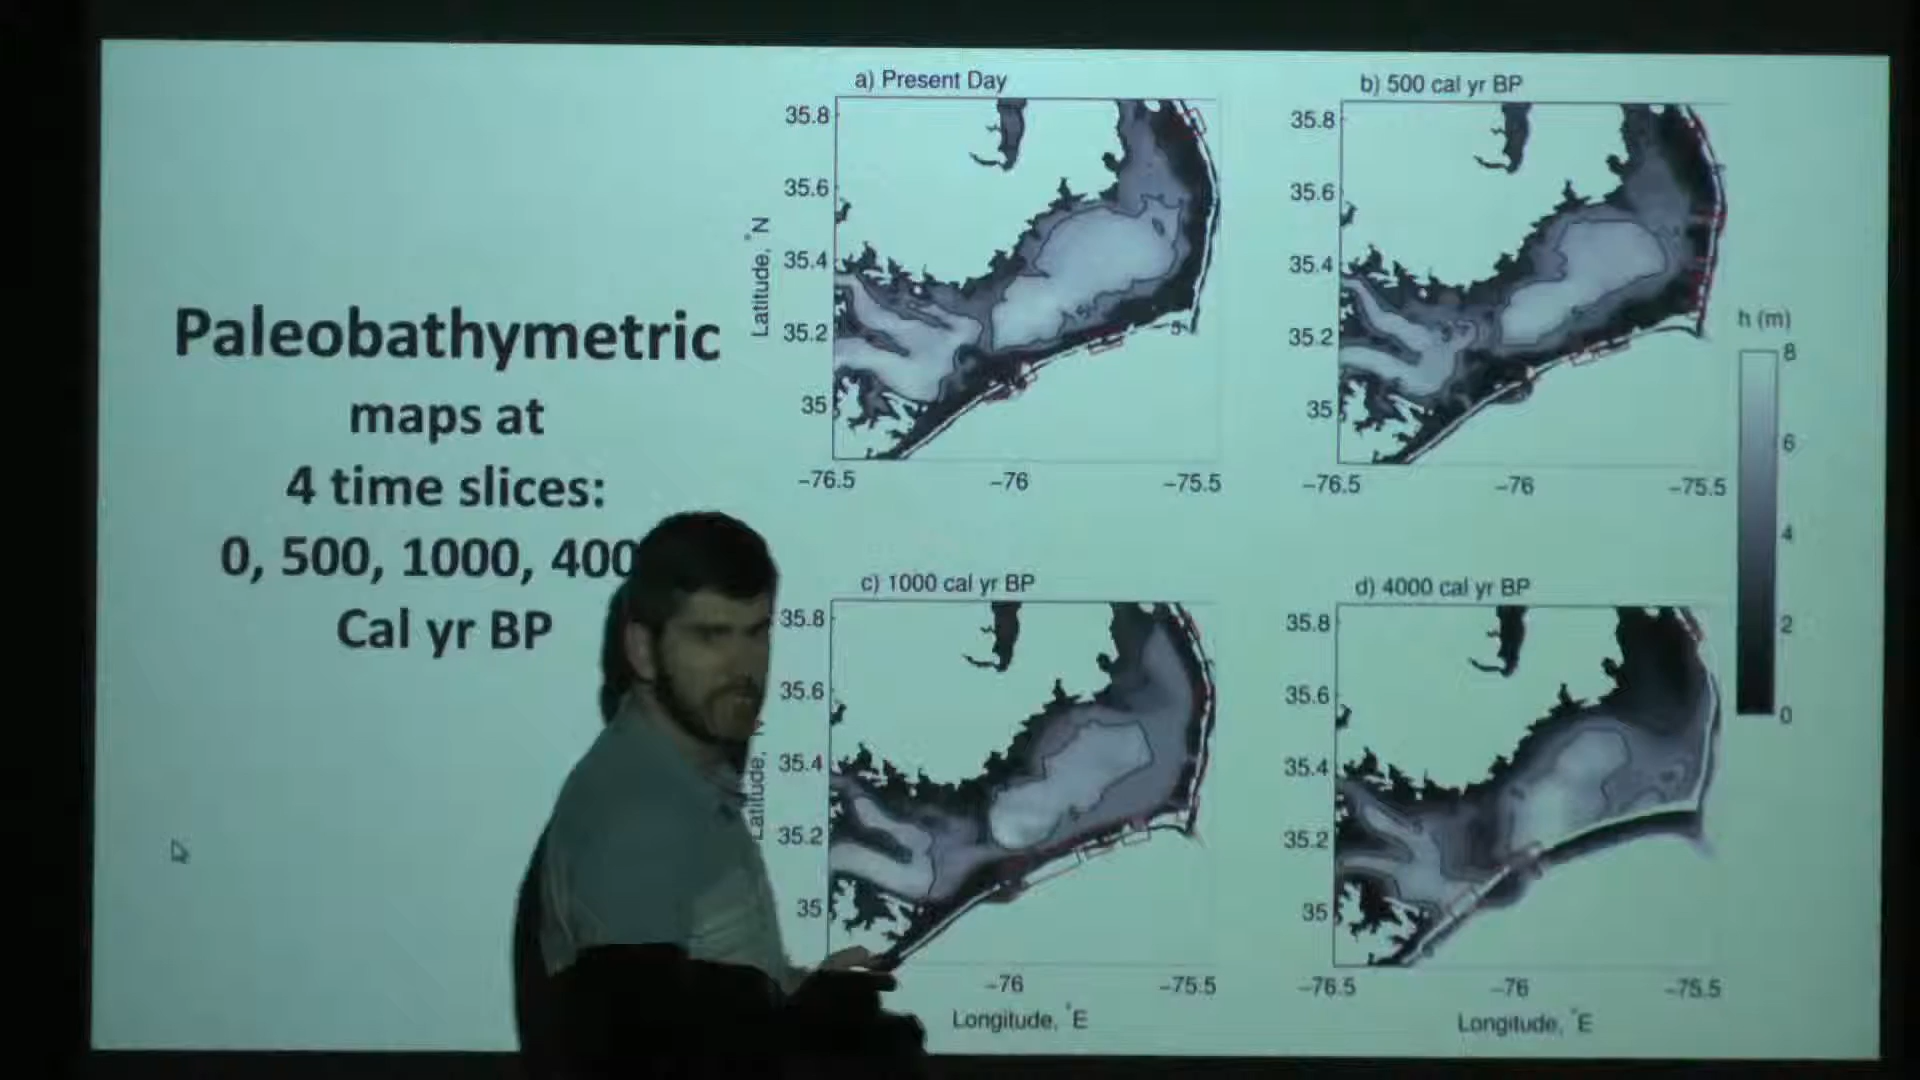 Paleobathymetric
maps at
4 time slices:
0, 500, 1000, 400
Cal yr BP
a) Present Day
35.8
35.6
35.4
35.2
35
Latitude, °N
-76.5
-76
-75.5
b) 500 cal yr BP
35.8
35.6
35.4
35.2
35
-76.5
-76
-75.5
h (m)
8
6
4
2
0
c) 1000 cal yr BP
35.8
35.6
35.4
35.2
35
Latitude, °N
-76
-75.5
Longitude, °E
d) 4000 cal yr BP
35.8
35.6
35.4
35.2
35
-76.5
-76
-75.5
Longitude, °E